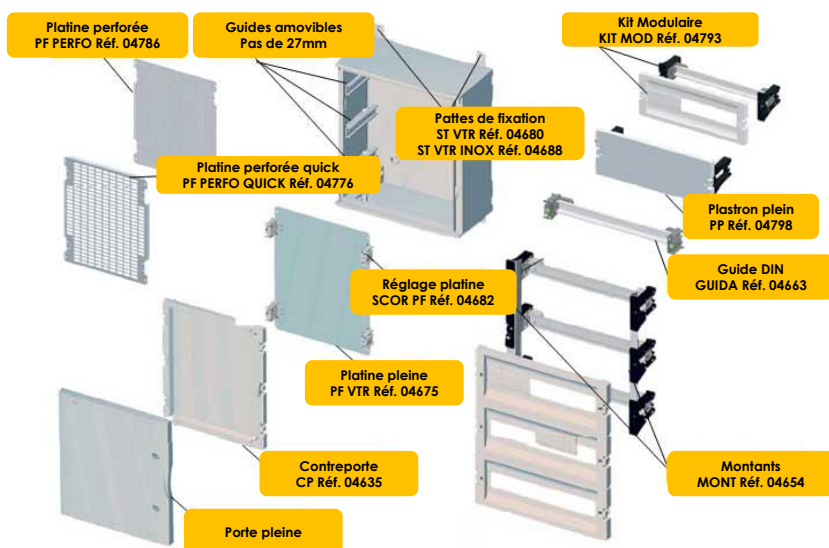 Platine perforée
PF PERFO Réf. 04786
Guides amovibles
Pas de 27mm
Kit Modulaire
KIT MOD Réf. 04793
Pattes de fixation
ST VTR Réf. 04680
ST VTR INOX Réf. 04688
Platine perforée quick
PF PERFO QUICK Réf. 04776
Plastron plein
PP Réf. 04798
Guide DIN
GUIDA Réf. 04663
Réglage platine
SCOR PF Réf. 04682
Platine pleine
PF VTR Réf. 04675
Contreporte
CP Réf. 04635
Montants
MONT Réf. 04654
Porte pleine